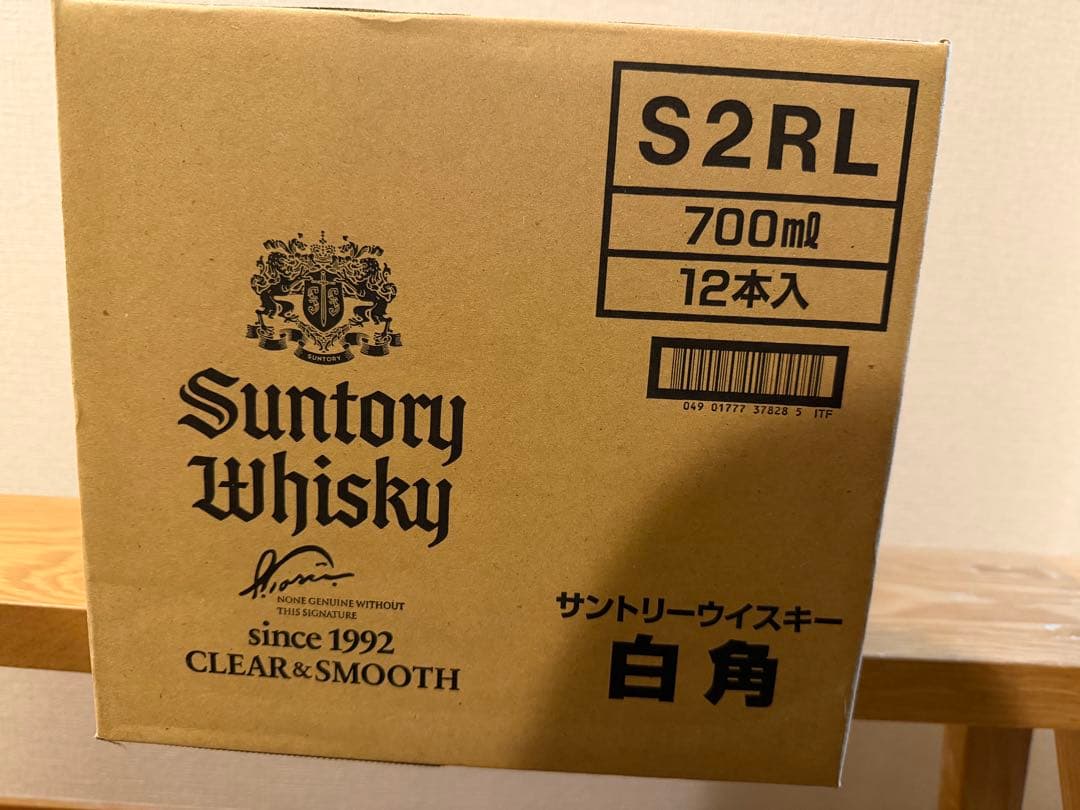 S2RL
700㎖
12本入
049 01777 37828 5 ITF
SUNTORY
Suntory
Whisky
NONE GENUINE WITHOUT
THIS SIGNATURE
since 1992
CLEAR&SMOOTH
サントリーウイスキー
白角